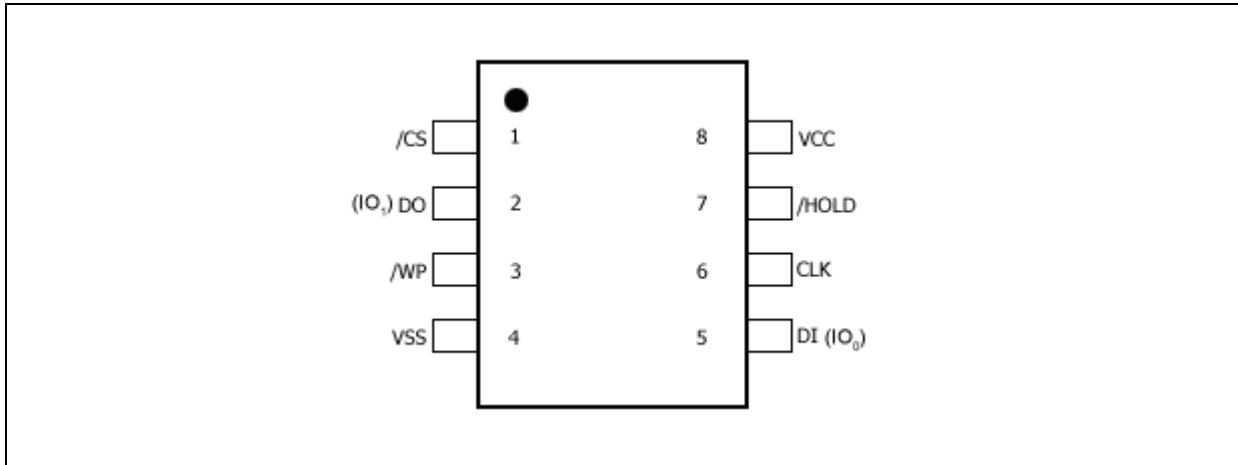 /CS 1 8 VCC
(IO₁) DO 2 7 /HOLD
/WP 3 6 CLK
VSS 4 5 DI (IO₀)